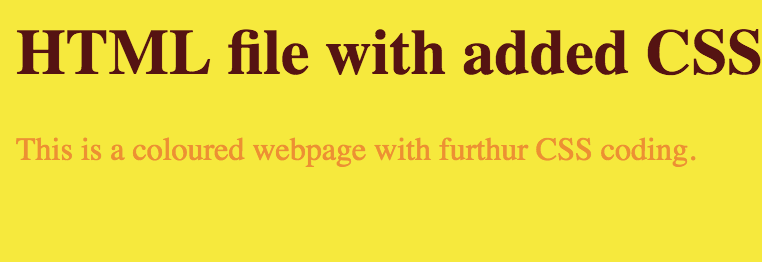 HTML file with added CSS
This is a coloured webpage with furthur CSS coding.